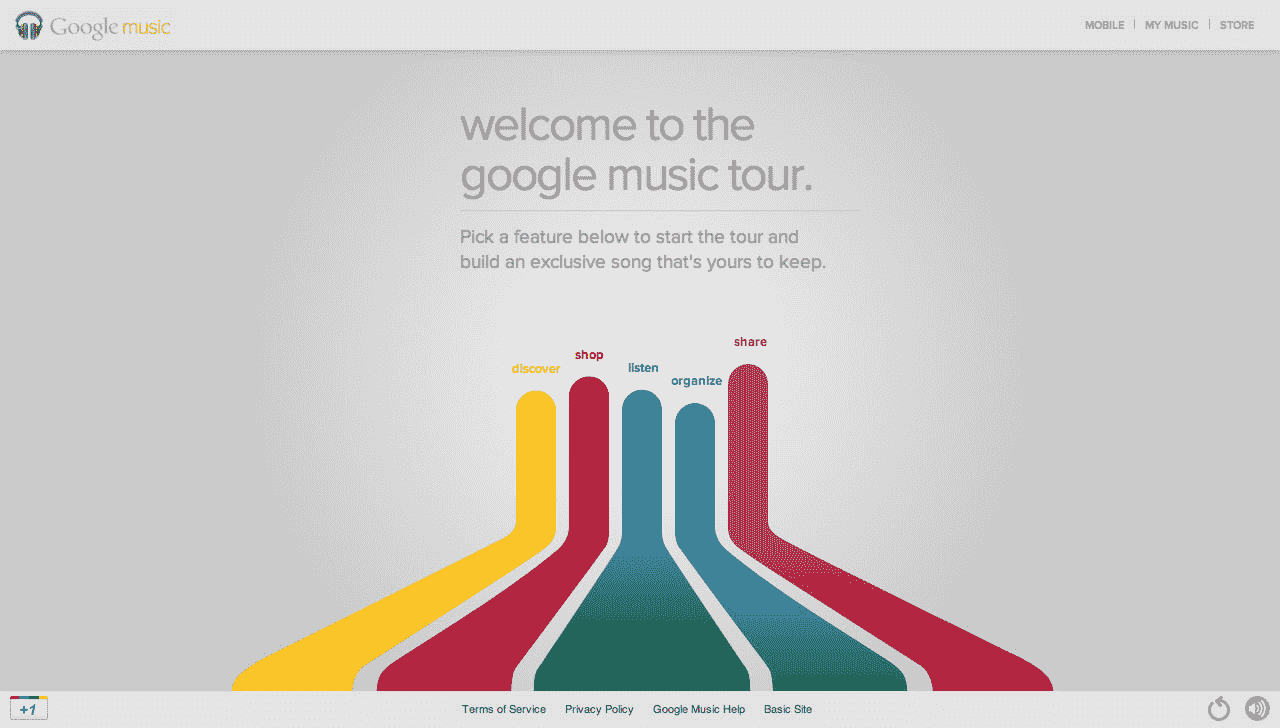 Google music
MOBILE
MY MUSIC
STORE
welcome to the
google music tour.
Pick a feature below to start the tour and
build an exclusive song that's yours to keep.
discover
shop
listen
organize
share
+1
Terms of Service
Privacy Policy
Google Music Help
Basic Site